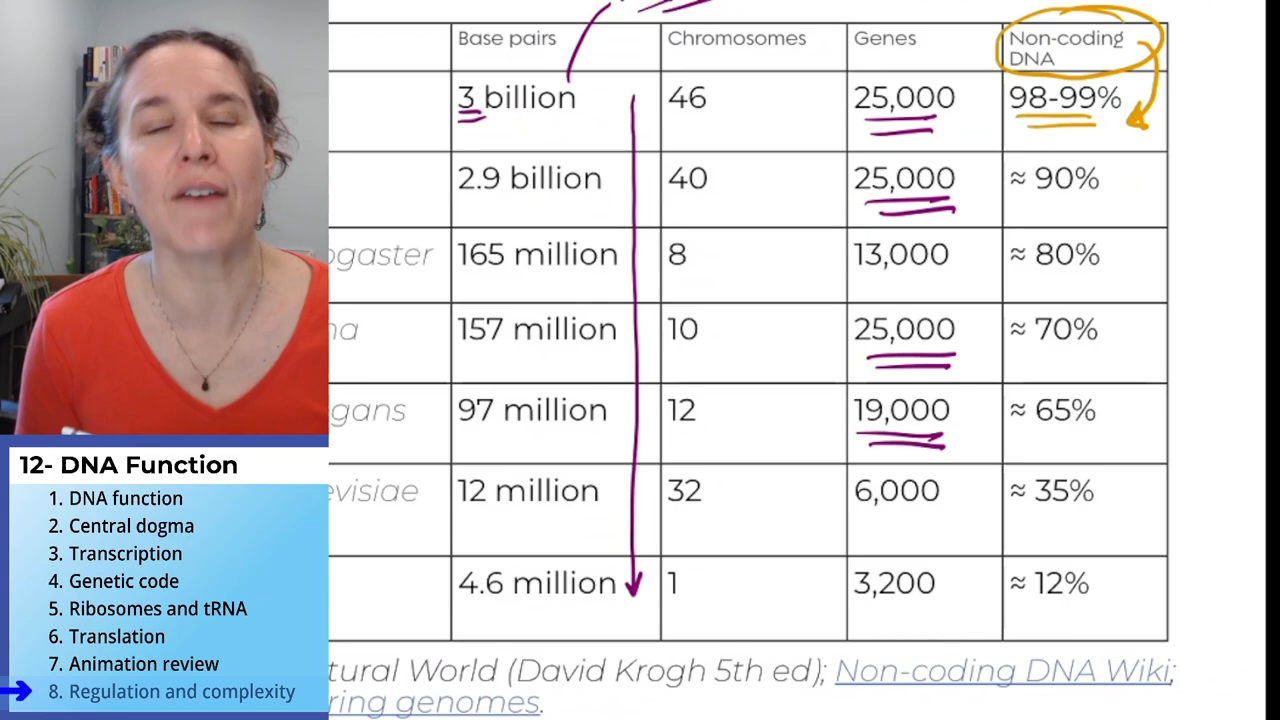 Base pairs Chromosomes Genes Non-coding
DNA
3 billion 46 25,000 98-99%
2.9 billion 40 25,000 ≈ 90%
ogaster 165 million 8 13,000 ≈ 80%
na 157 million 10 25,000 ≈ 70%
gans 97 million 12 19,000 ≈ 65%
evisiae 12 million 32 6,000 ≈ 35%
4.6 million 1 3,200 ≈ 12%
tural World (David Krogh 5th ed); Non-coding DNA Wiki;
ring genomes.
12- DNA Function
1. DNA function
2. Central dogma
3. Transcription
4. Genetic code
5. Ribosomes and tRNA
6. Translation
7. Animation review
8. Regulation and complexity